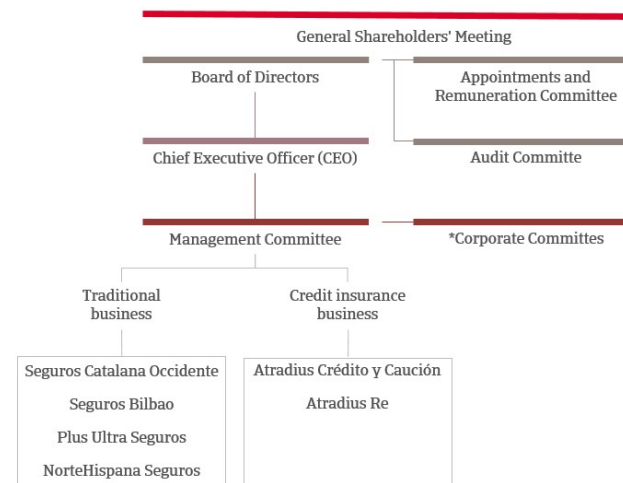 General Shareholders' Meeting
Board of Directors
Appointments and
Remuneration Committee
Chief Executive Officer (CEO)
Audit Committe
Management Committee
*Corporate Committes
Traditional
business
Credit insurance
business
Seguros Catalana Occidente
Seguros Bilbao
Plus Ultra Seguros
NorteHispana Seguros
Atradius Crédito y Caución
Atradius Re